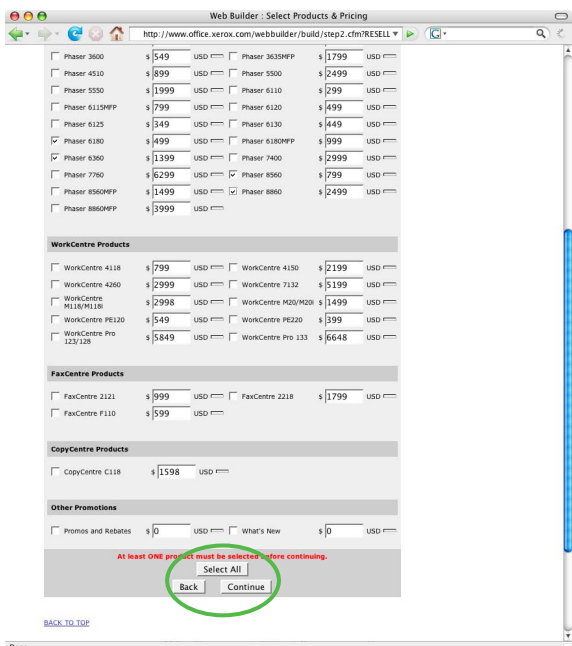 Web Builder : Select Products & Pricing
http://www.office.xerox.com/webbuilder/build/step2.cfm?RESELL
Phaser 3600 $ 549 USD Phaser 3635MFP $ 1799 USD
Phaser 4510 $ 899 USD Phaser 5500 $ 2499 USD
Phaser 5550 $ 1999 USD Phaser 6110 $ 299 USD
Phaser 6115MFP $ 799 USD Phaser 6120 $ 499 USD
Phaser 6125 $ 349 USD Phaser 6130 $ 449 USD
Phaser 6180 $ 499 USD Phaser 6180MFP $ 999 USD
Phaser 6360 $ 1399 USD Phaser 7400 $ 2999 USD
Phaser 7760 $ 6299 USD Phaser 8560 $ 799 USD
Phaser 8560MFP $ 1499 USD Phaser 8860 $ 2499 USD
Phaser 8860MFP $ 3999 USD
WorkCentre Products
WorkCentre 4118 $ 799 USD WorkCentre 4150 $ 2199 USD
WorkCentre 4260 $ 2999 USD WorkCentre 7132 $ 5199 USD
WorkCentre M118/M118i $ 2998 USD WorkCentre M20/M20i $ 1499 USD
WorkCentre PE120 $ 549 USD WorkCentre PE220 $ 399 USD
WorkCentre Pro 123/128 $ 5849 USD WorkCentre Pro 133 $ 6648 USD
FaxCentre Products
FaxCentre 2121 $ 999 USD FaxCentre 2218 $ 1799 USD
FaxCentre F110 $ 599 USD
CopyCentre Products
CopyCentre C118 $ 1598 USD
Other Promotions
Promos and Rebates $ 0 USD What's New $ 0 USD
At least ONE product must be selected before continuing.
Select All
Back Continue
BACK TO TOP